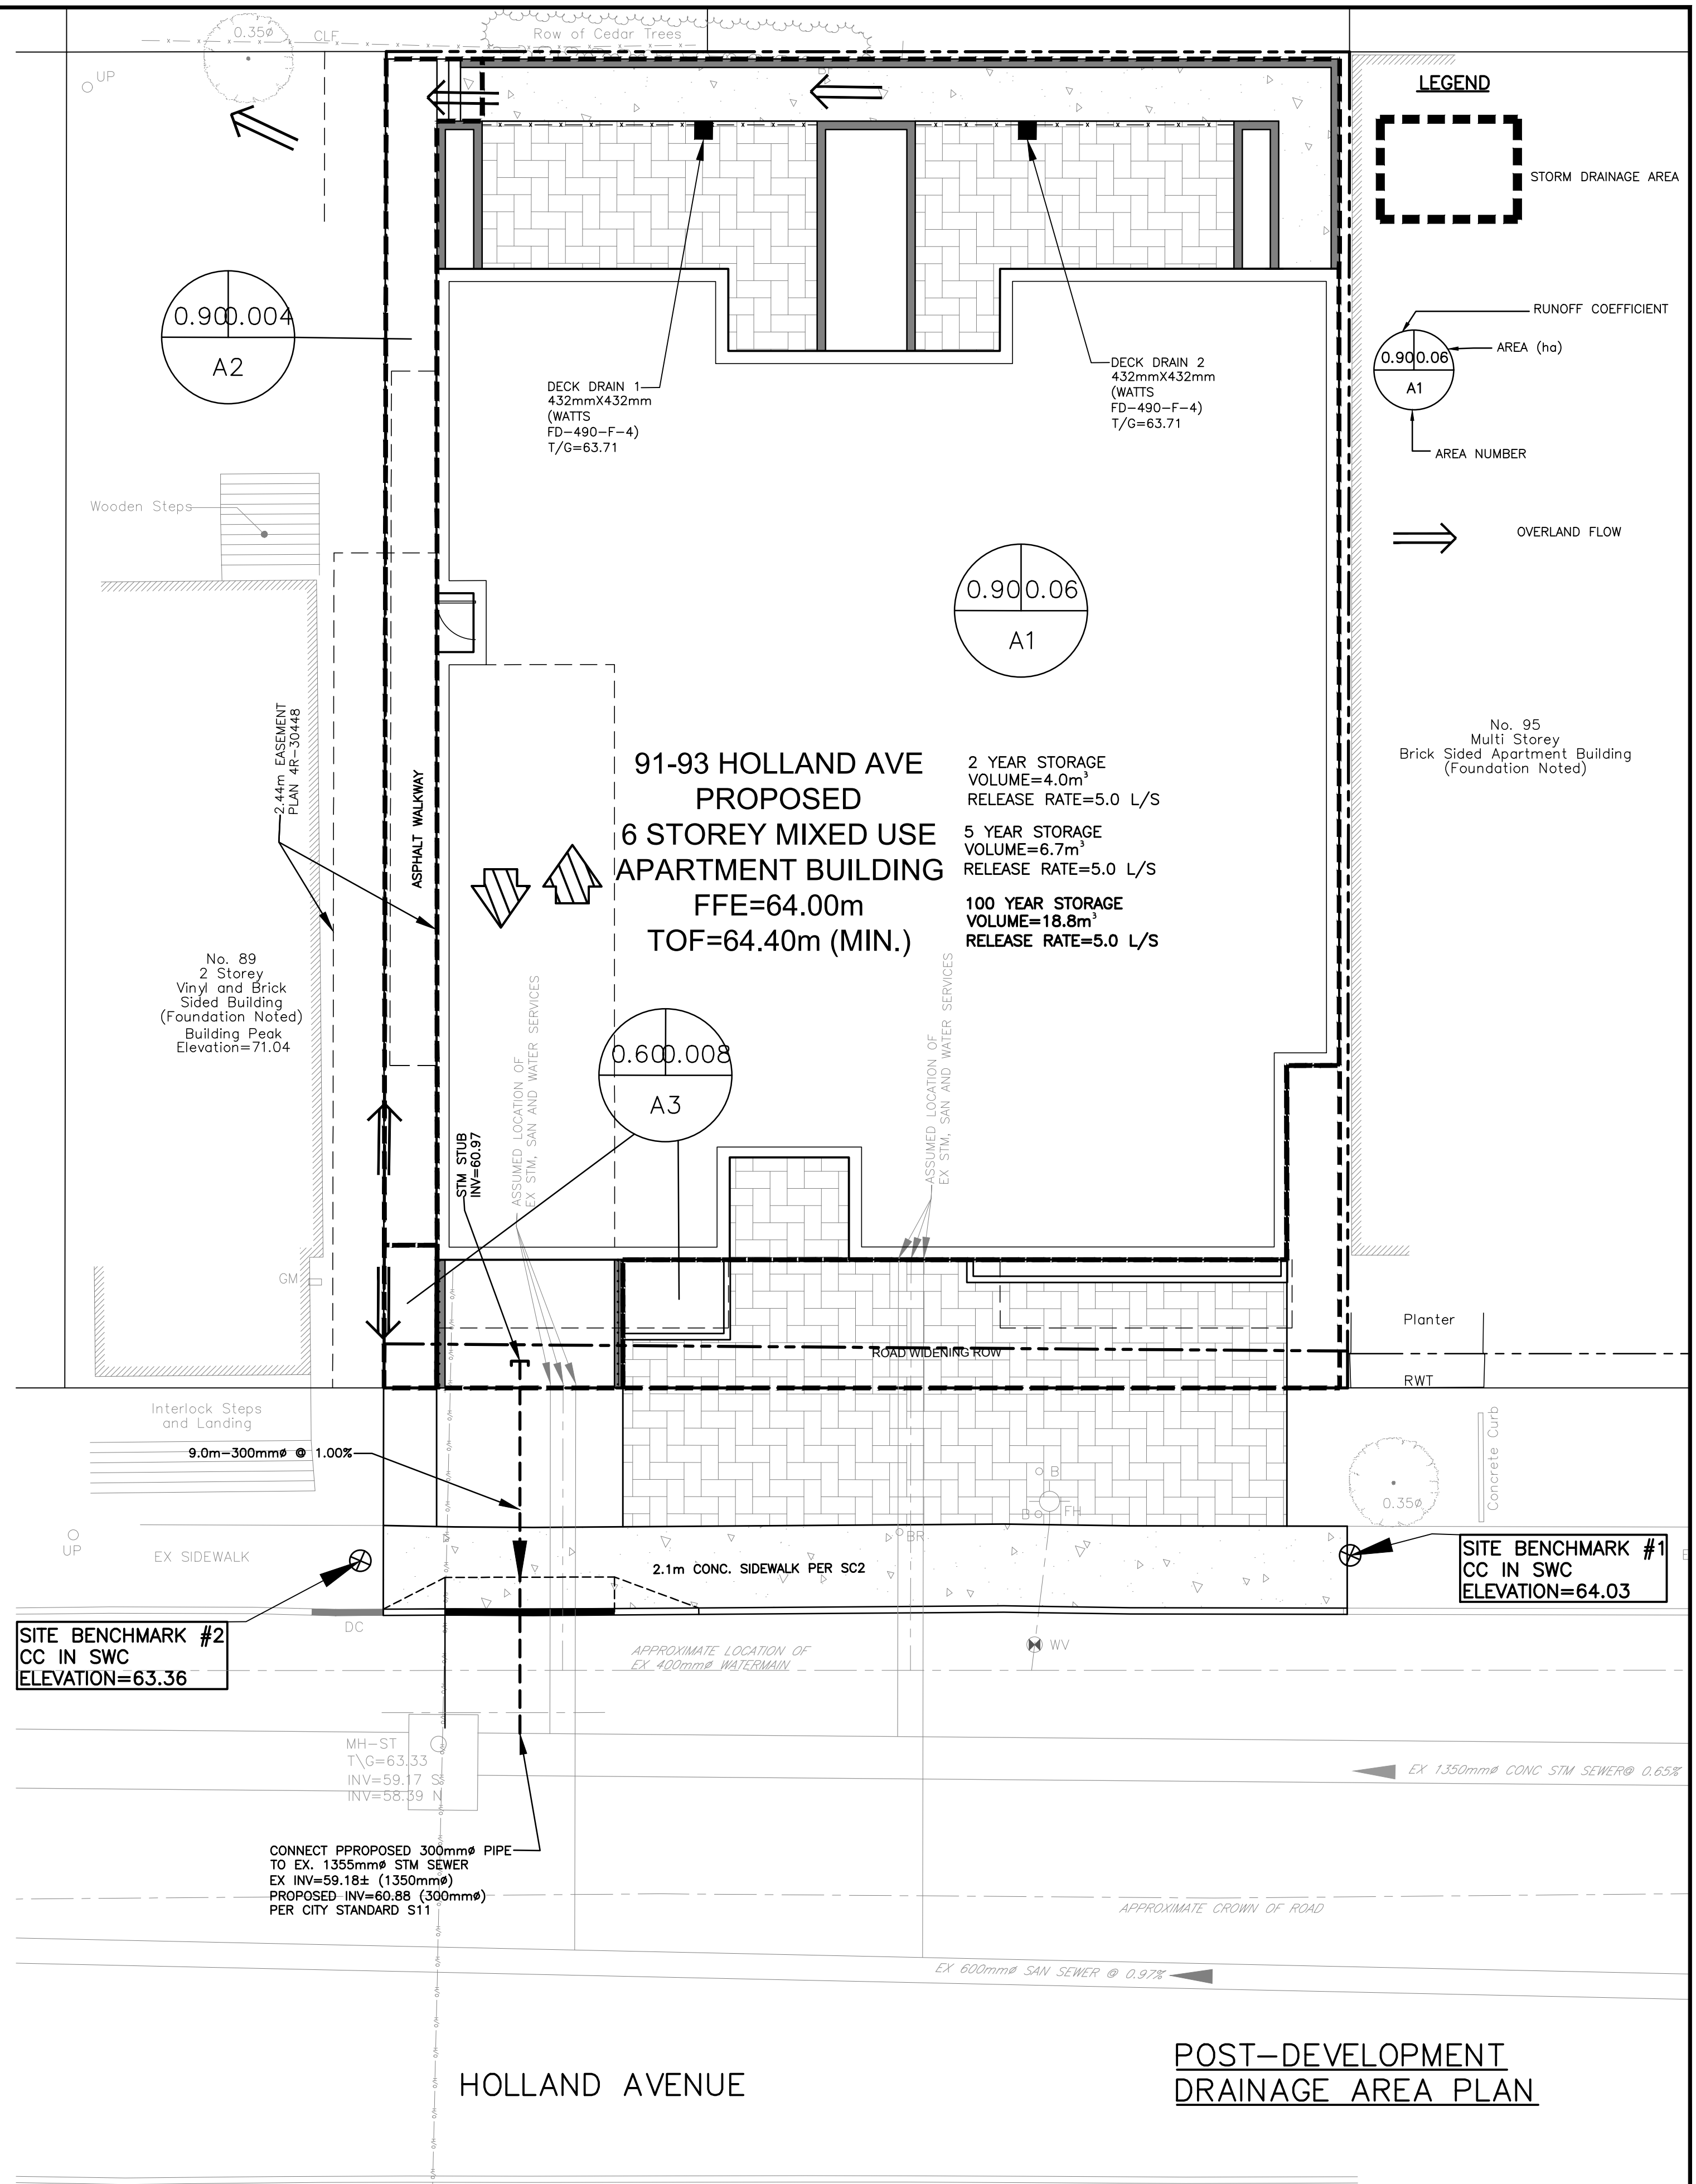 0.35ø
CLF
Row of Cedar Trees
UP
LEGEND
STORM DRAINAGE AREA
RUNOFF COEFFICIENT
0.90 0.06
AREA (ha)
A1
AREA NUMBER
OVERLAND FLOW
0.90 0.004
A2
DECK DRAIN 1
432mmX432mm
(WATTS
FD-490-F-4)
T/G=63.71
DECK DRAIN 2
432mmX432mm
(WATTS
FD-490-F-4)
T/G=63.71
Wooden Steps
0.90 0.06
A1
2.44m EASEMENT
PLAN 4R-30448
ASPHALT WALKWAY
91-93 HOLLAND AVE
PROPOSED
6 STOREY MIXED USE
APARTMENT BUILDING
FFE=64.00m
TOF=64.40m (MIN.)
2 YEAR STORAGE
VOLUME=4.0m³
RELEASE RATE=5.0 L/S
5 YEAR STORAGE
VOLUME=6.7m³
RELEASE RATE=5.0 L/S
100 YEAR STORAGE
VOLUME=18.8m³
RELEASE RATE=5.0 L/S
No. 95
Multi Storey
Brick Sided Apartment Building
(Foundation Noted)
No. 89
2 Storey
Vinyl and Brick
Sided Building
(Foundation Noted)
Building Peak
Elevation=71.04
0.60 0.008
A3
STM STUB
INV=60.97
ASSUMED LOCATION OF
EX STM, SAN AND WATER SERVICES
ASSUMED LOCATION OF
EX STM, SAN AND WATER SERVICES
GM
ROAD WIDENING ROW
Planter
RWT
Interlock Steps
and Landing
9.0m-300mmø @ 1.00%
Concrete Curb
0.35ø
B
B
FH
BR
UP
EX SIDEWALK
2.1m CONC. SIDEWALK PER SC2
SITE BENCHMARK #1
CC IN SWC
ELEVATION=64.03
SITE BENCHMARK #2
CC IN SWC
ELEVATION=63.36
DC
WV
APPROXIMATE LOCATION OF
EX 400mmø WATERMAIN
MH-ST
T\G=63.33
INV=59.17 S
INV=58.39 N
EX 1350mmø CONC STM SEWER@ 0.65%
CONNECT PPROPOSED 300mmø PIPE
TO EX. 1355mmø STM SEWER
EX INV=59.18± (1350mmø)
PROPOSED INV=60.88 (300mmø)
PER CITY STANDARD S11
APPROXIMATE CROWN OF ROAD
EX 600mmø SAN SEWER @ 0.97%
HOLLAND AVENUE
POST-DEVELOPMENT
DRAINAGE AREA PLAN